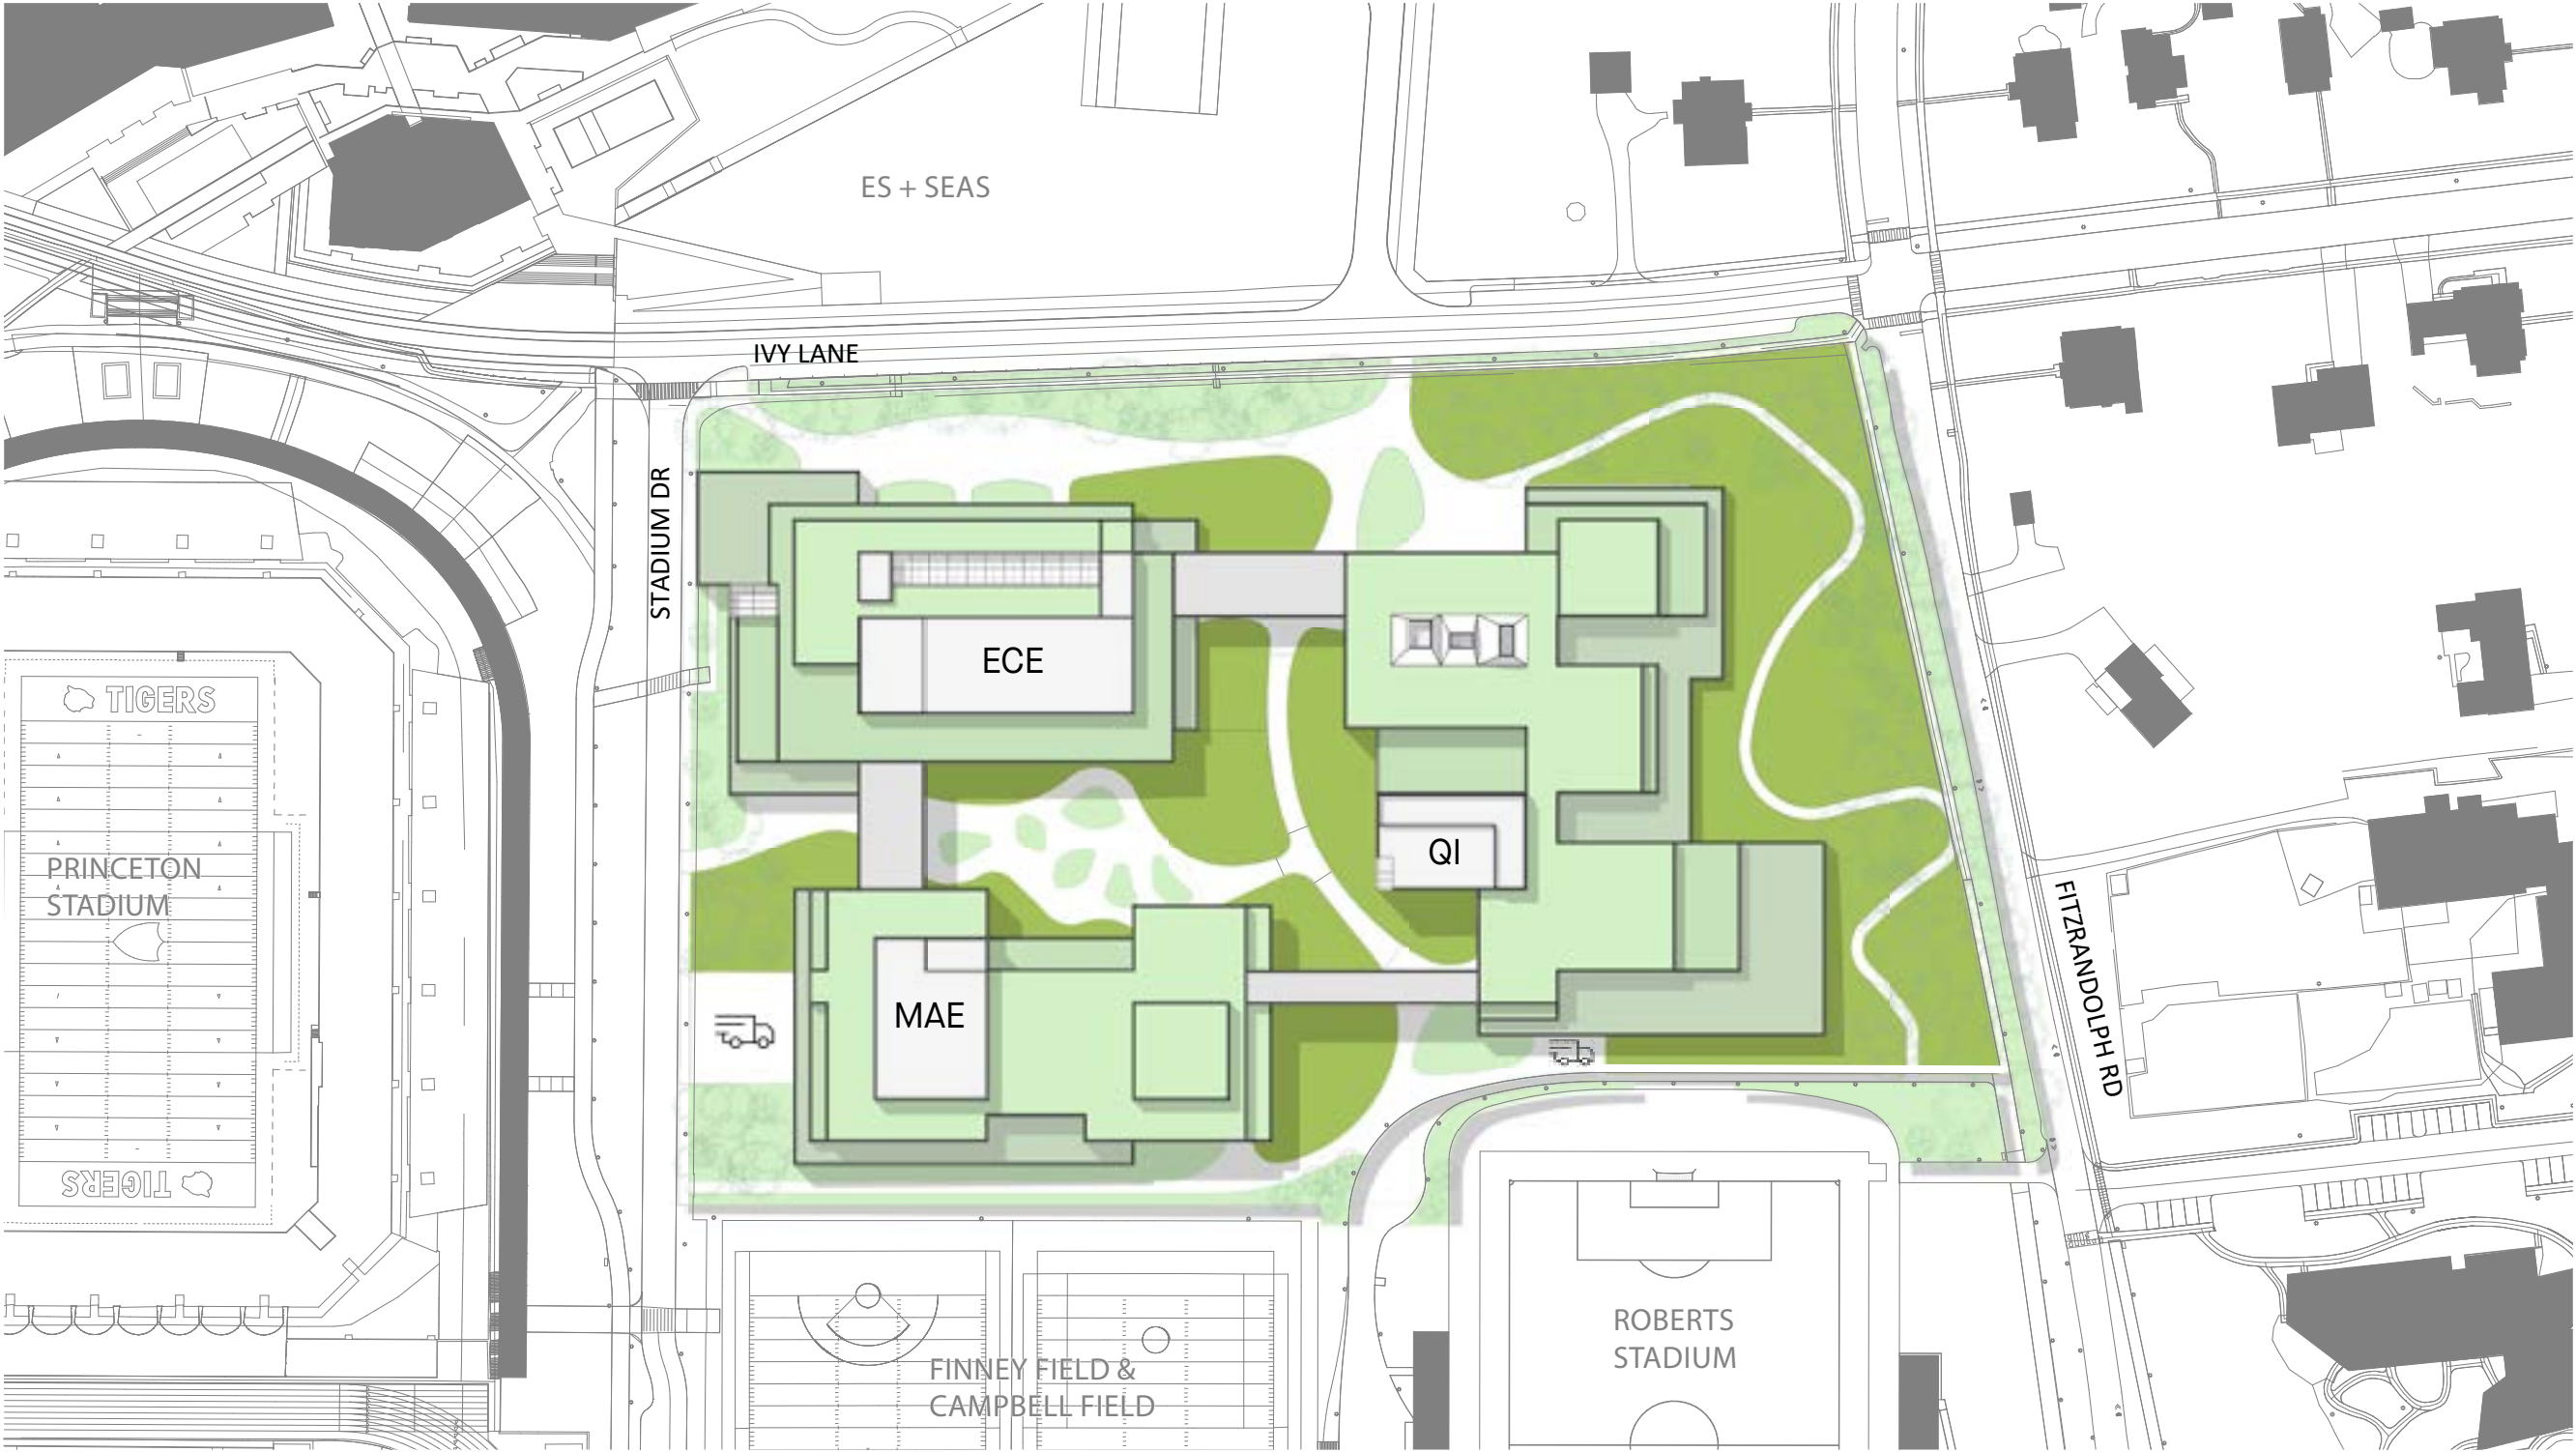 ES + SEAS
IVY LANE
STADIUM DR
ECE
TIGERS
PRINCETON
STADIUM
QI
MAE
FITZRANDOLPH RD
TIGERS
ROBERTS
STADIUM
FINNEY FIELD &
CAMPBELL FIELD